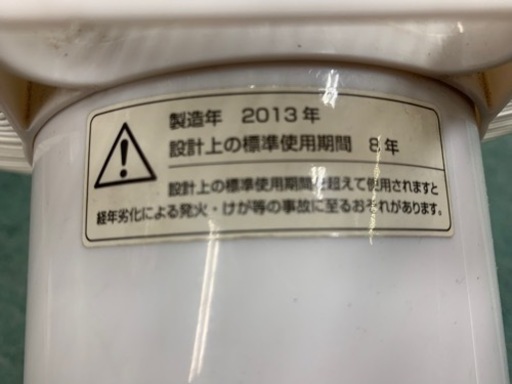 製造年 2013年
設計上の標準使用期間 8年
設計上の標準使用期間を超えて使用されますと
経年劣化による発火・けが等の事故に至るおそれがあります。